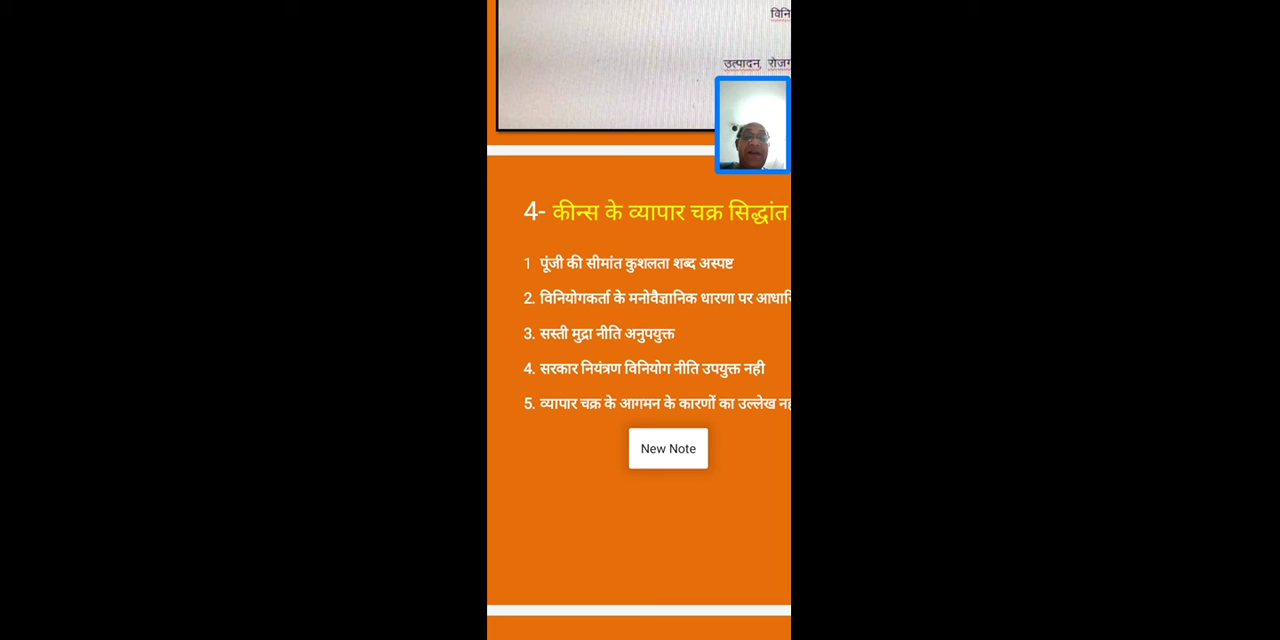 उत्पादन,
4- कीन्स के व्यापार चक्र सिद्धांत
1 पूंजी की सीमांत कुशलता शब्द अस्पष्ट
2. विनियोगकर्ता के मनोवैज्ञानिक धारणा पर
3. सस्ती मुद्रा नीति अनुपयुक्त
4. सरकार नियंत्रण विनियोग नीति उपयुक्त नही
5. व्यापार चक्र के आगमन के कारणों का उल्लेख
New Note